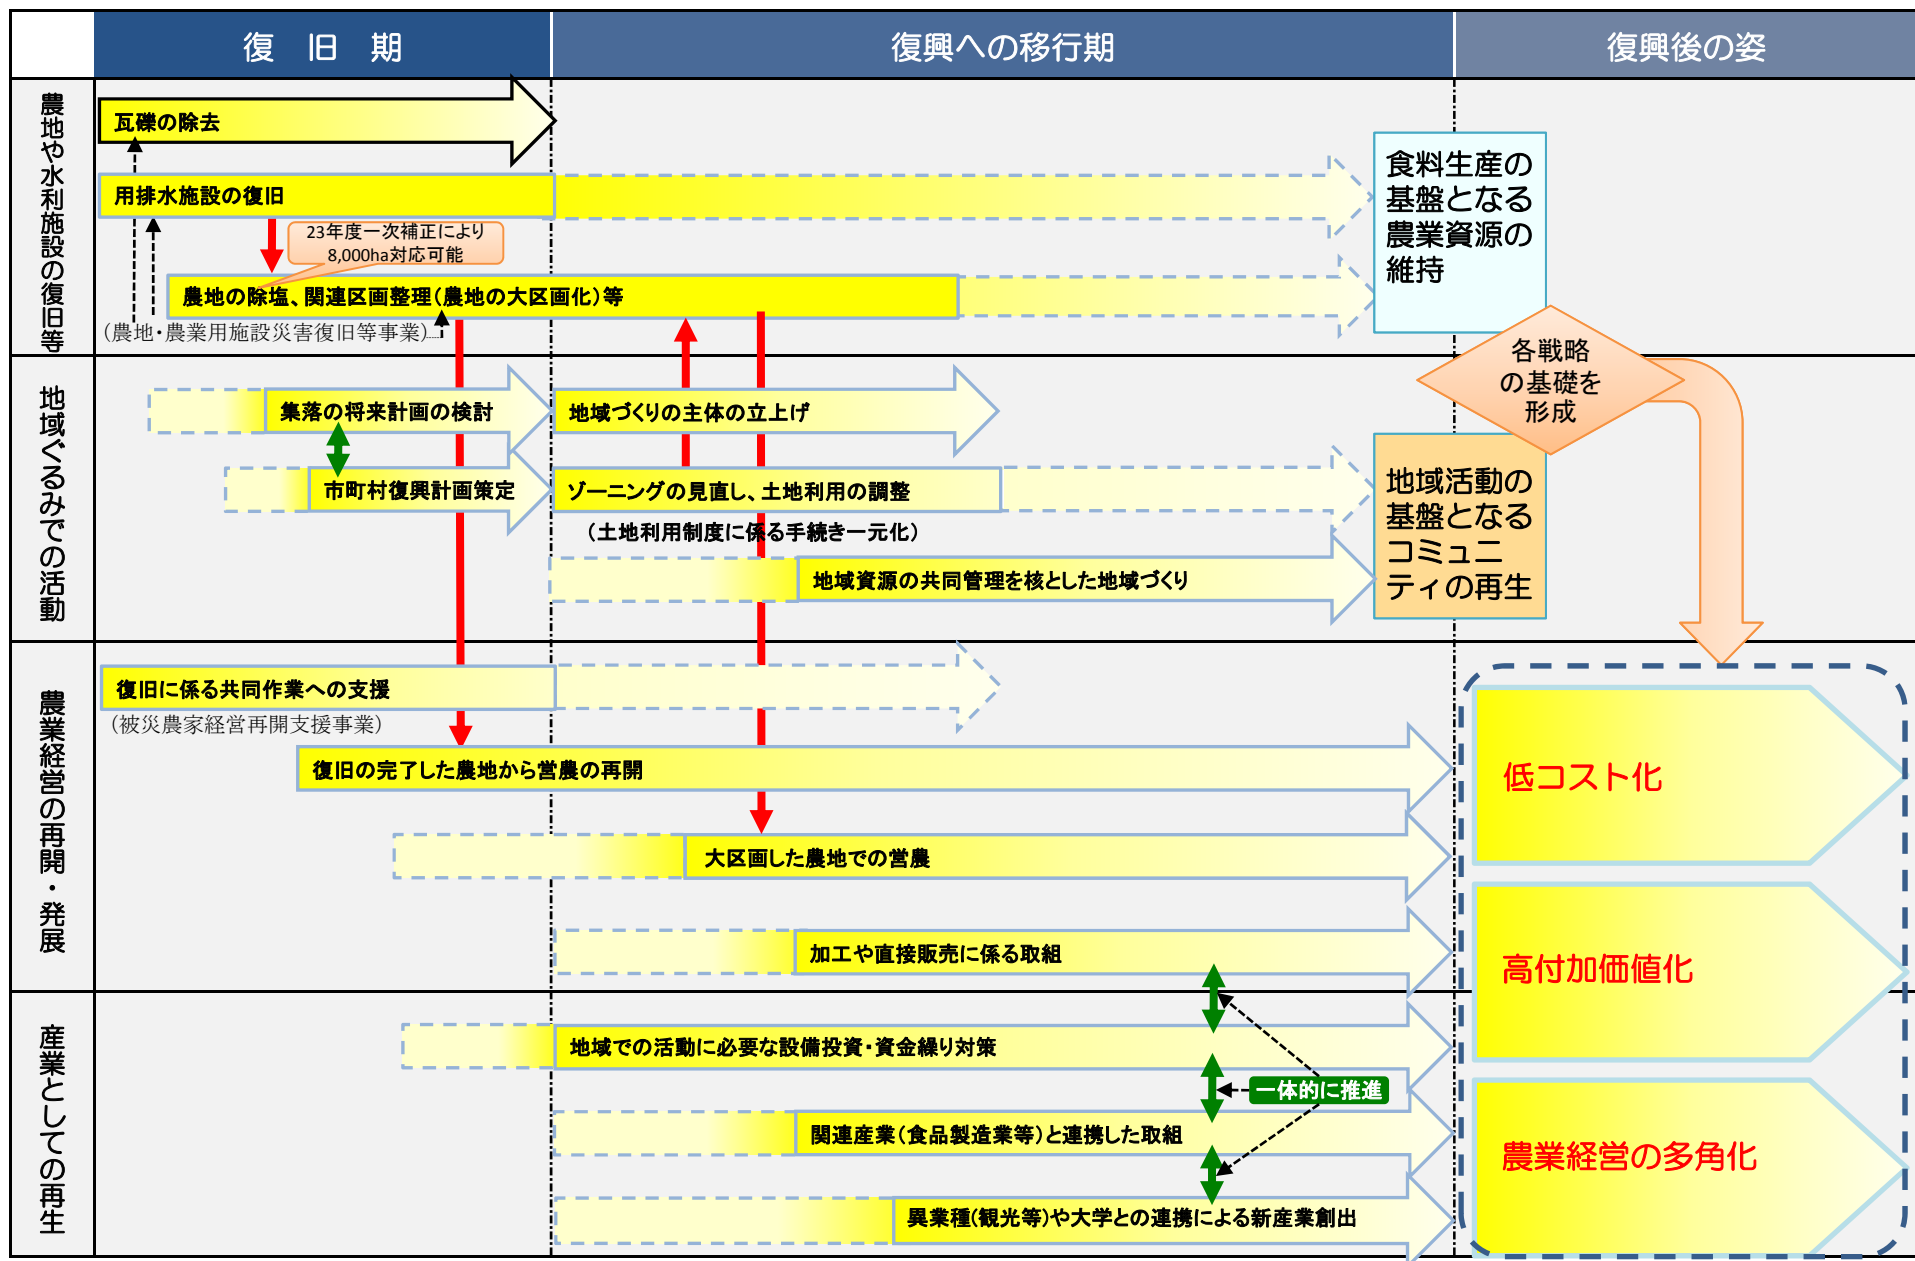 復　旧　期
復興への移行期
復興後の姿
農地や水利施設の復旧等
瓦礫の除去
用排水施設の復旧
23年度一次補正により
8,000ha対応可能
農地の除塩、関連区画整理（農地の大区画化）等
（農地・農業用施設災害復旧等事業）
食料生産の
基盤となる
農業資源の
維持
各戦略
の基礎を
形成
地域ぐるみでの活動
集落の将来計画の検討
地域づくりの主体の立上げ
市町村復興計画策定
ゾーニングの見直し、土地利用の調整
（土地利用制度に係る手続き一元化）
地域資源の共同管理を核とした地域づくり
地域活動の
基盤となる
コミュニ
ティの再生
農業経営の再開・発展
復旧に係る共同作業への支援
（被災農家経営再開支援事業）
復旧の完了した農地から営農の再開
大区画した農地での営農
加工や直接販売に係る取組
低コスト化
高付加価値化
農業経営の多角化
産業としての再生
地域での活動に必要な設備投資・資金繰り対策
一体的に推進
関連産業（食品製造業等）と連携した取組
異業種(観光等)や大学との連携による新産業創出